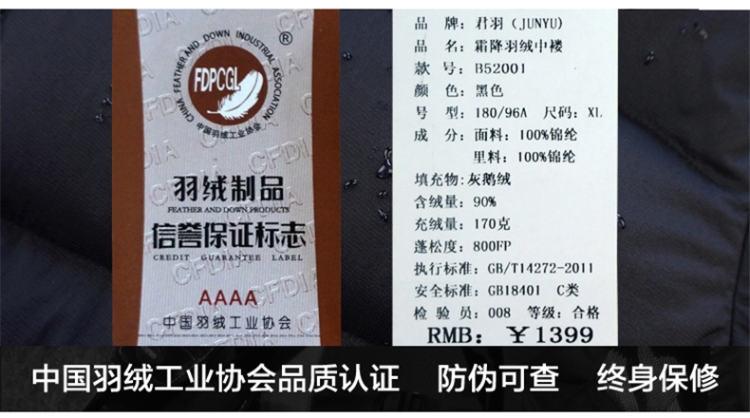 CHINA FEATHER AND DOWN INDUSTRIAL ASSOCIATION
®
FDPCGL
中国羽绒工业协会
羽绒制品
FEATHER AND DOWN PRODUCTS
信誉保证标志
CREDIT GUARANTEE LABEL
AAAA
中国羽绒工业协会
CFDIA
品 牌：君羽（JUNYU）
品 名：霜降羽绒中褛
款 号：B52001
颜 色：黑色
号 型：180/96A 尺码：XL
成 分：面料：100%锦纶
里料：100%锦纶
填充物：灰鹅绒
含绒量：90%
充绒量：170克
蓬松度：800FP
执行标准：GB/T14272-2011
安全标准：GB18401 C类
检 验 员：008 等级：合格
RMB：￥1399
中国羽绒工业协会品质认证 防伪可查 终身保修